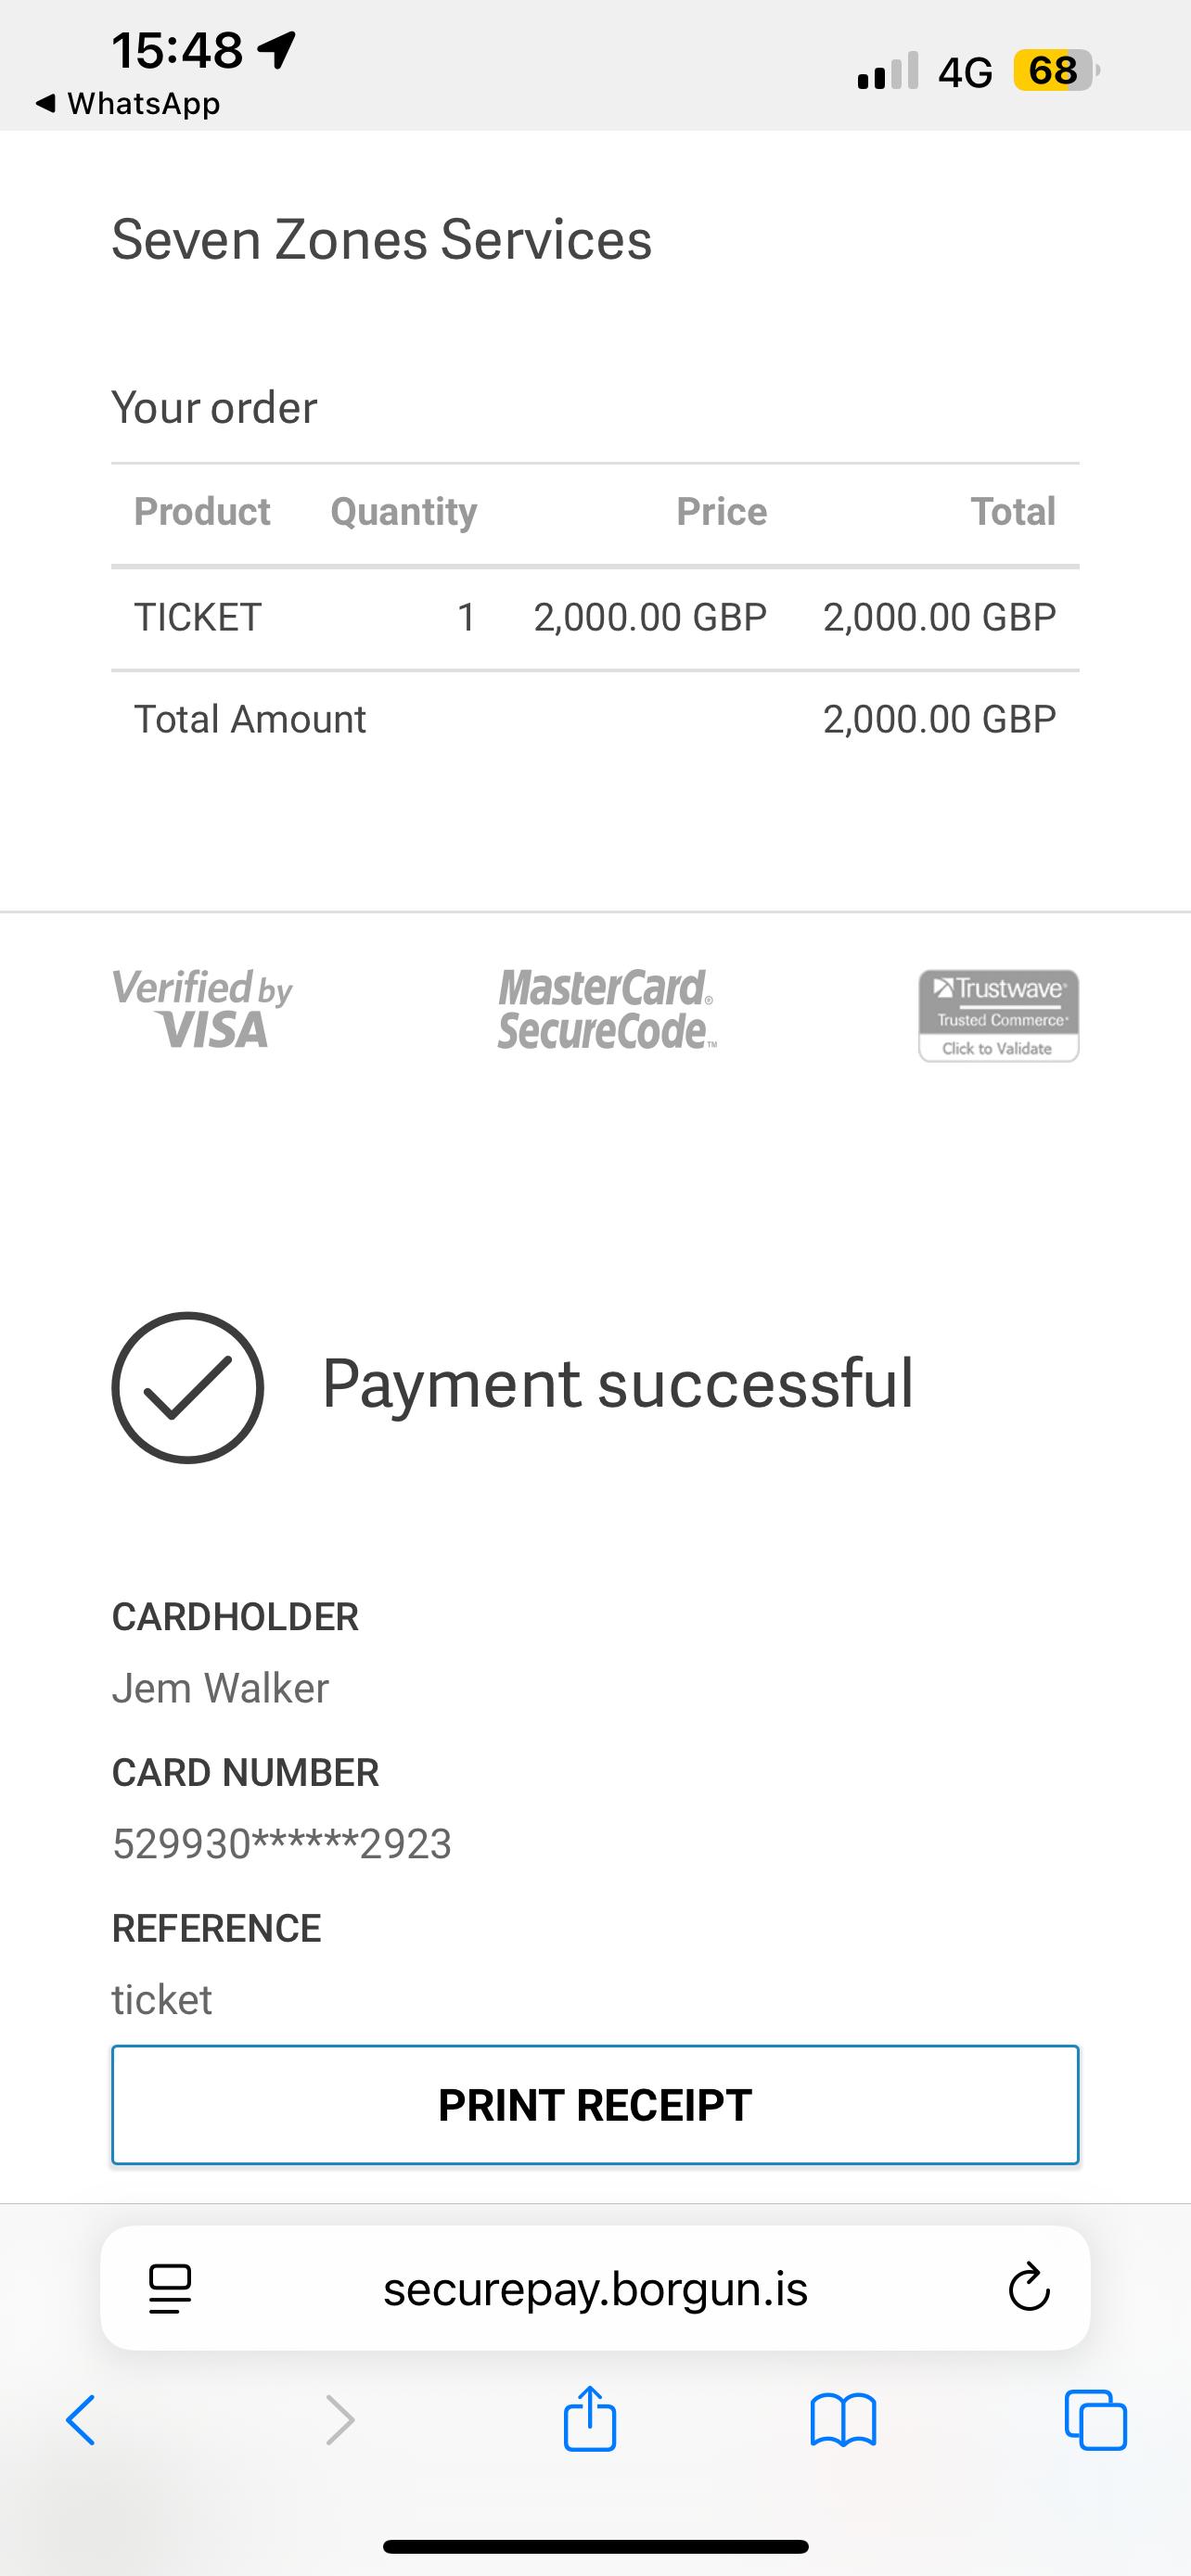 15:48
4G 68
WhatsApp
Seven Zones Services
Your order
Product Quantity Price Total
TICKET 1 2,000.00 GBP 2,000.00 GBP
Total Amount 2,000.00 GBP
Verified by
VISA
MasterCard®
SecureCode™
Trustwave®
Trusted Commerce
Click to Validate
Payment successful
CARDHOLDER
Jem Walker
CARD NUMBER
529930******2923
REFERENCE
ticket
PRINT RECEIPT
securepay.borgun.is